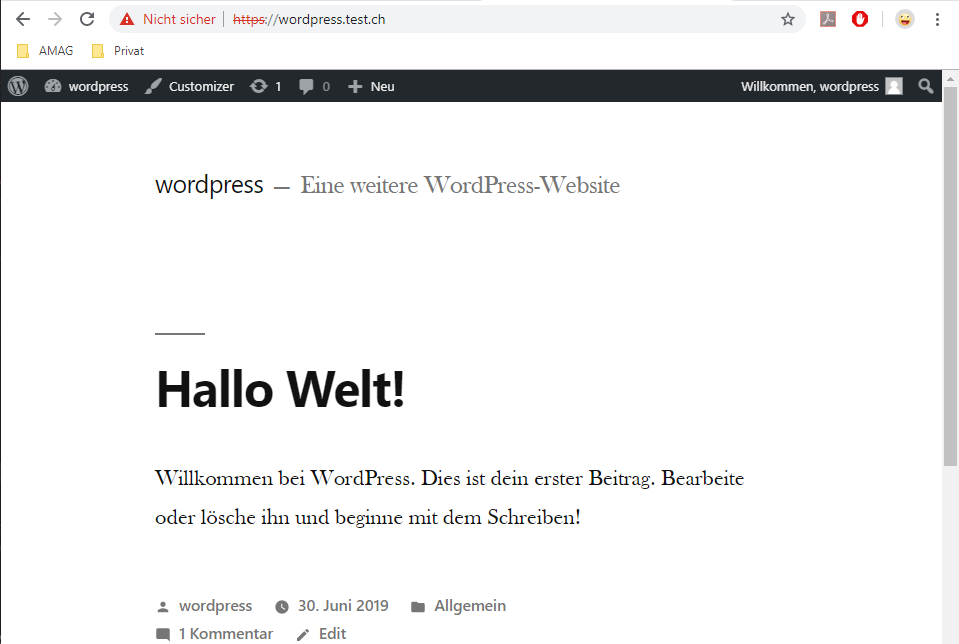 Nicht sicher https://wordpress.test.ch
AMAG Privat
wordpress Customizer 1 0 Neu Willkommen, wordpress
wordpress — Eine weitere WordPress-Website
Hallo Welt!
Willkommen bei WordPress. Dies ist dein erster Beitrag. Bearbeite
oder lösche ihn und beginne mit dem Schreiben!
wordpress 30. Juni 2019 Allgemein
1 Kommentar Edit